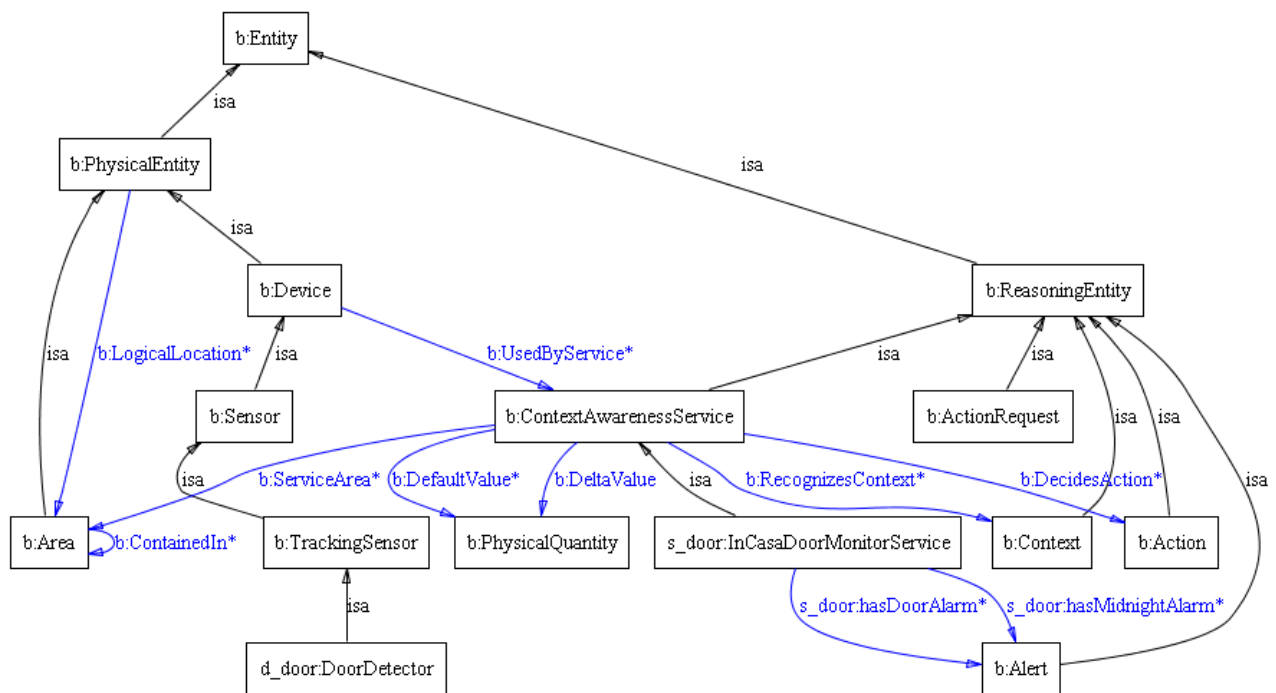 b:Entity
isa
b:PhysicalEntity
isa
isa
b:Device
b:ReasoningEntity
isa
b:LogicalLocation*
isa
b:UsedByService*
isa
isa
b:Sensor
b:ContextAwarenessService
b:ActionRequest
isa
isa
isa
isa
b:ServiceArea*
b:DefaultValue*
b:DeltaValue
isa
b:RecognizesContext*
b:DecidesAction*
b:Area
b:ContainedIn*
b:TrackingSensor
b:PhysicalQuantity
s_door:InCasaDoorMonitorService
b:Context
b:Action
isa
s_door:hasDoorAlarm*
s_door:hasMidnightAlarm*
d_door:DoorDetector
b:Alert